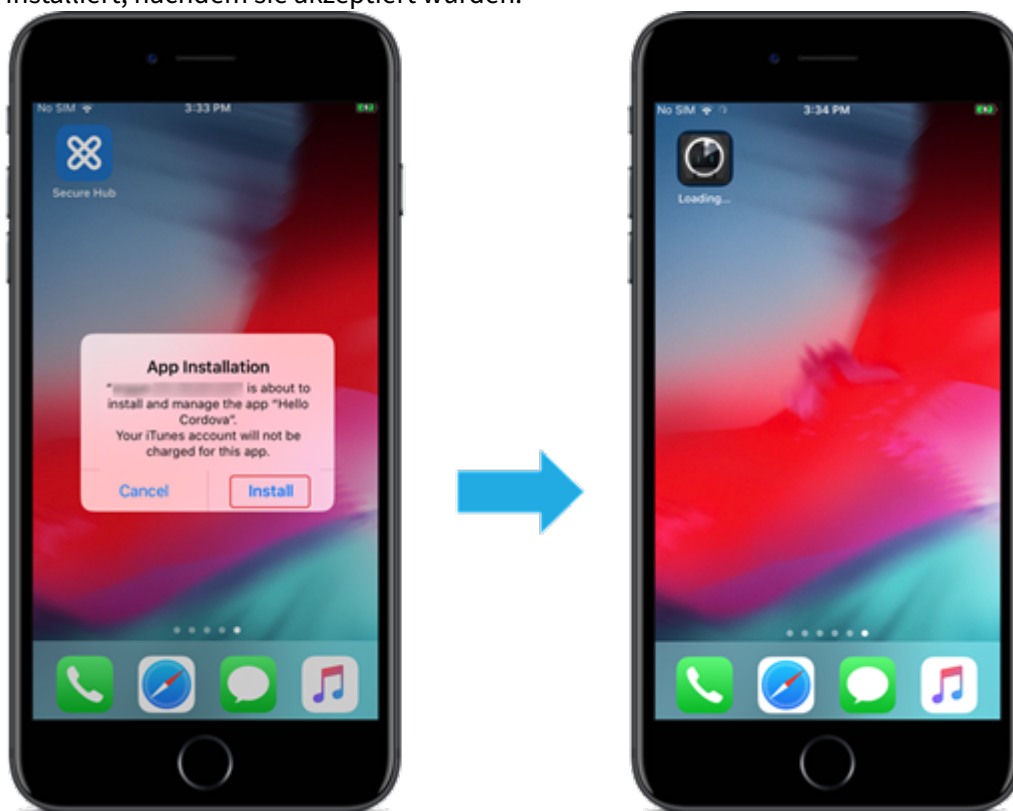 installiert, nachdem sie akzeptiert wurden.
No SIM 3:33 PM
Secure Hub
App Installation
" is about to
install and manage the app "Hello
Cordova".
Your iTunes account will not be
charged for this app.
Cancel Install
No SIM 3:34 PM
Loading...